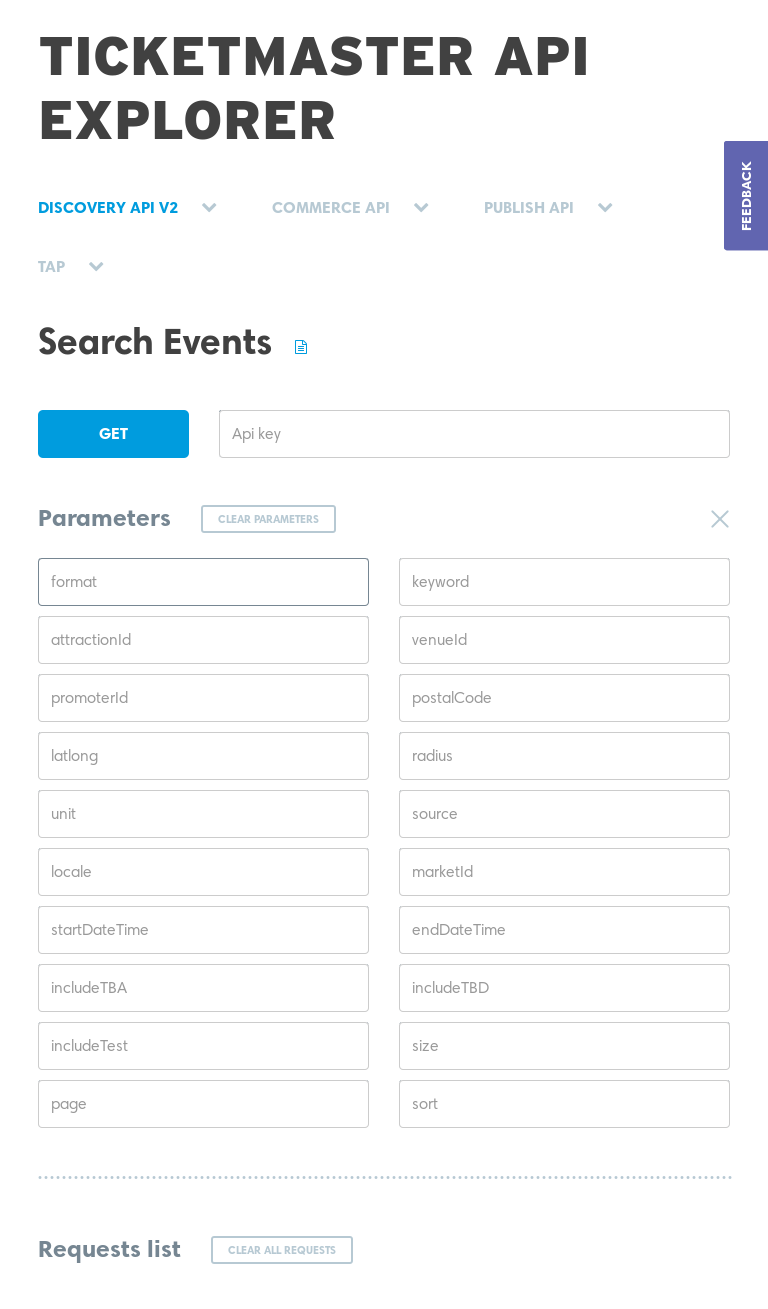 TICKETMASTER API
EXPLORER
FEEDBACK
DISCOVERY API V2 COMMERCE API PUBLISH API
TAP
Search Events
GET Api key
Parameters CLEAR PARAMETERS
format keyword
attractionId venueId
promoterId postalCode
latlong radius
unit source
locale marketId
startDateTime endDateTime
includeTBA includeTBD
includeTest size
page sort
Requests list CLEAR ALL REQUESTS